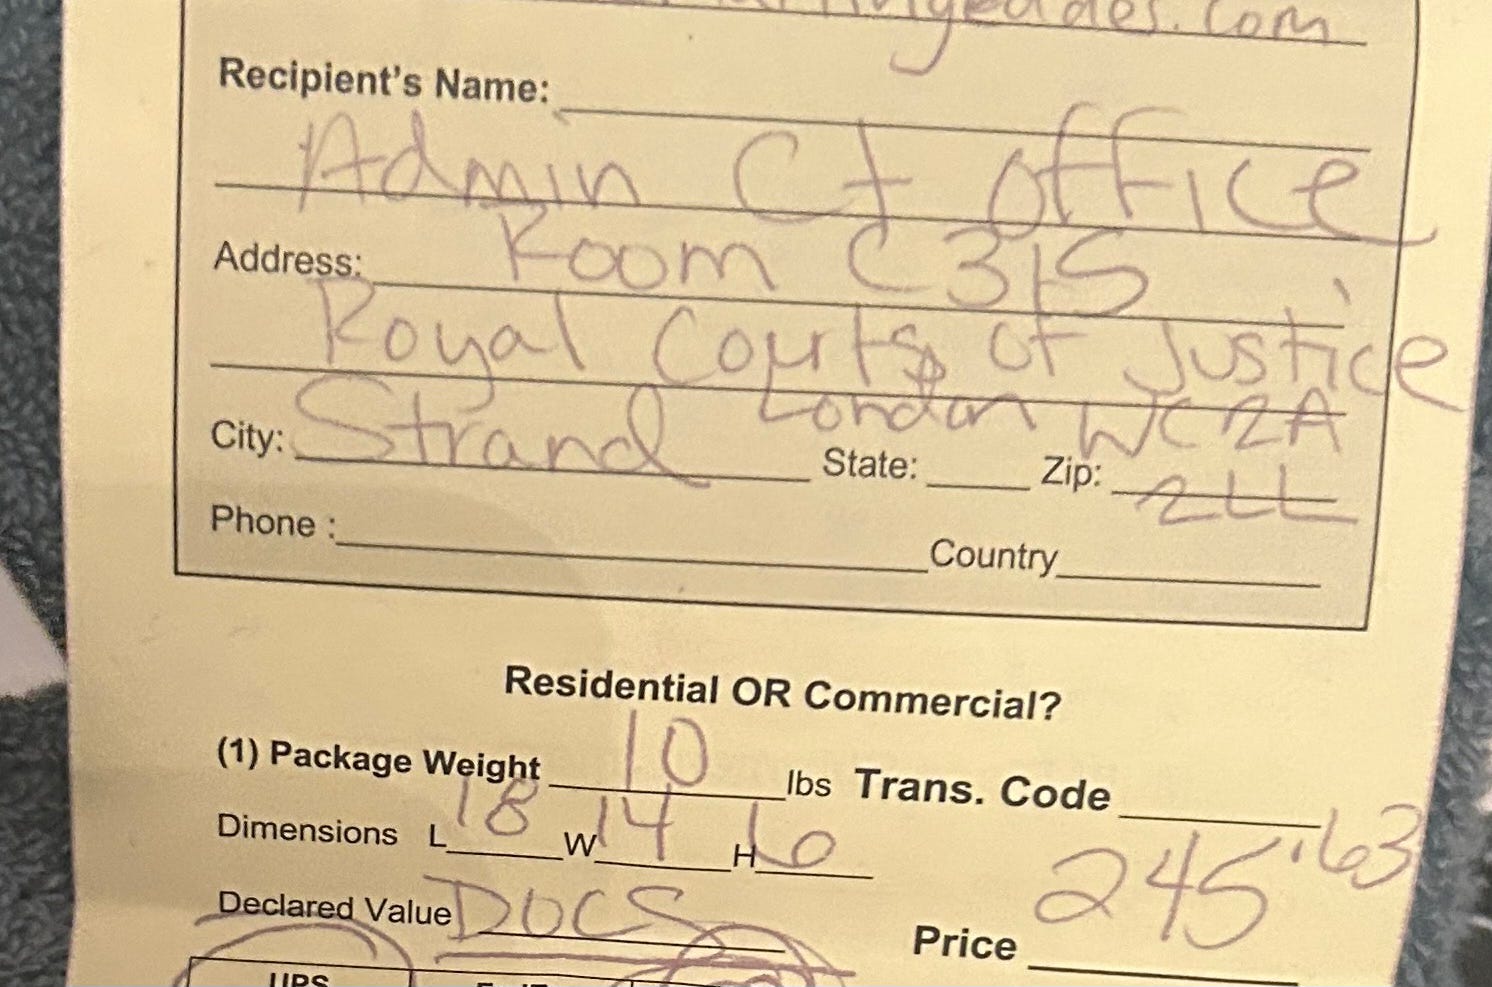 .com
Recipient's Name:
Admin Ct office
Address: Room C315
Royal Courts of Justice
City: Strand London WC2A
State: Zip: 2LL
Phone : Country
Residential OR Commercial?
(1) Package Weight 10 lbs Trans. Code
Dimensions L 18 W 14 H 6
Declared Value DOCS
Price 245.63
UPS